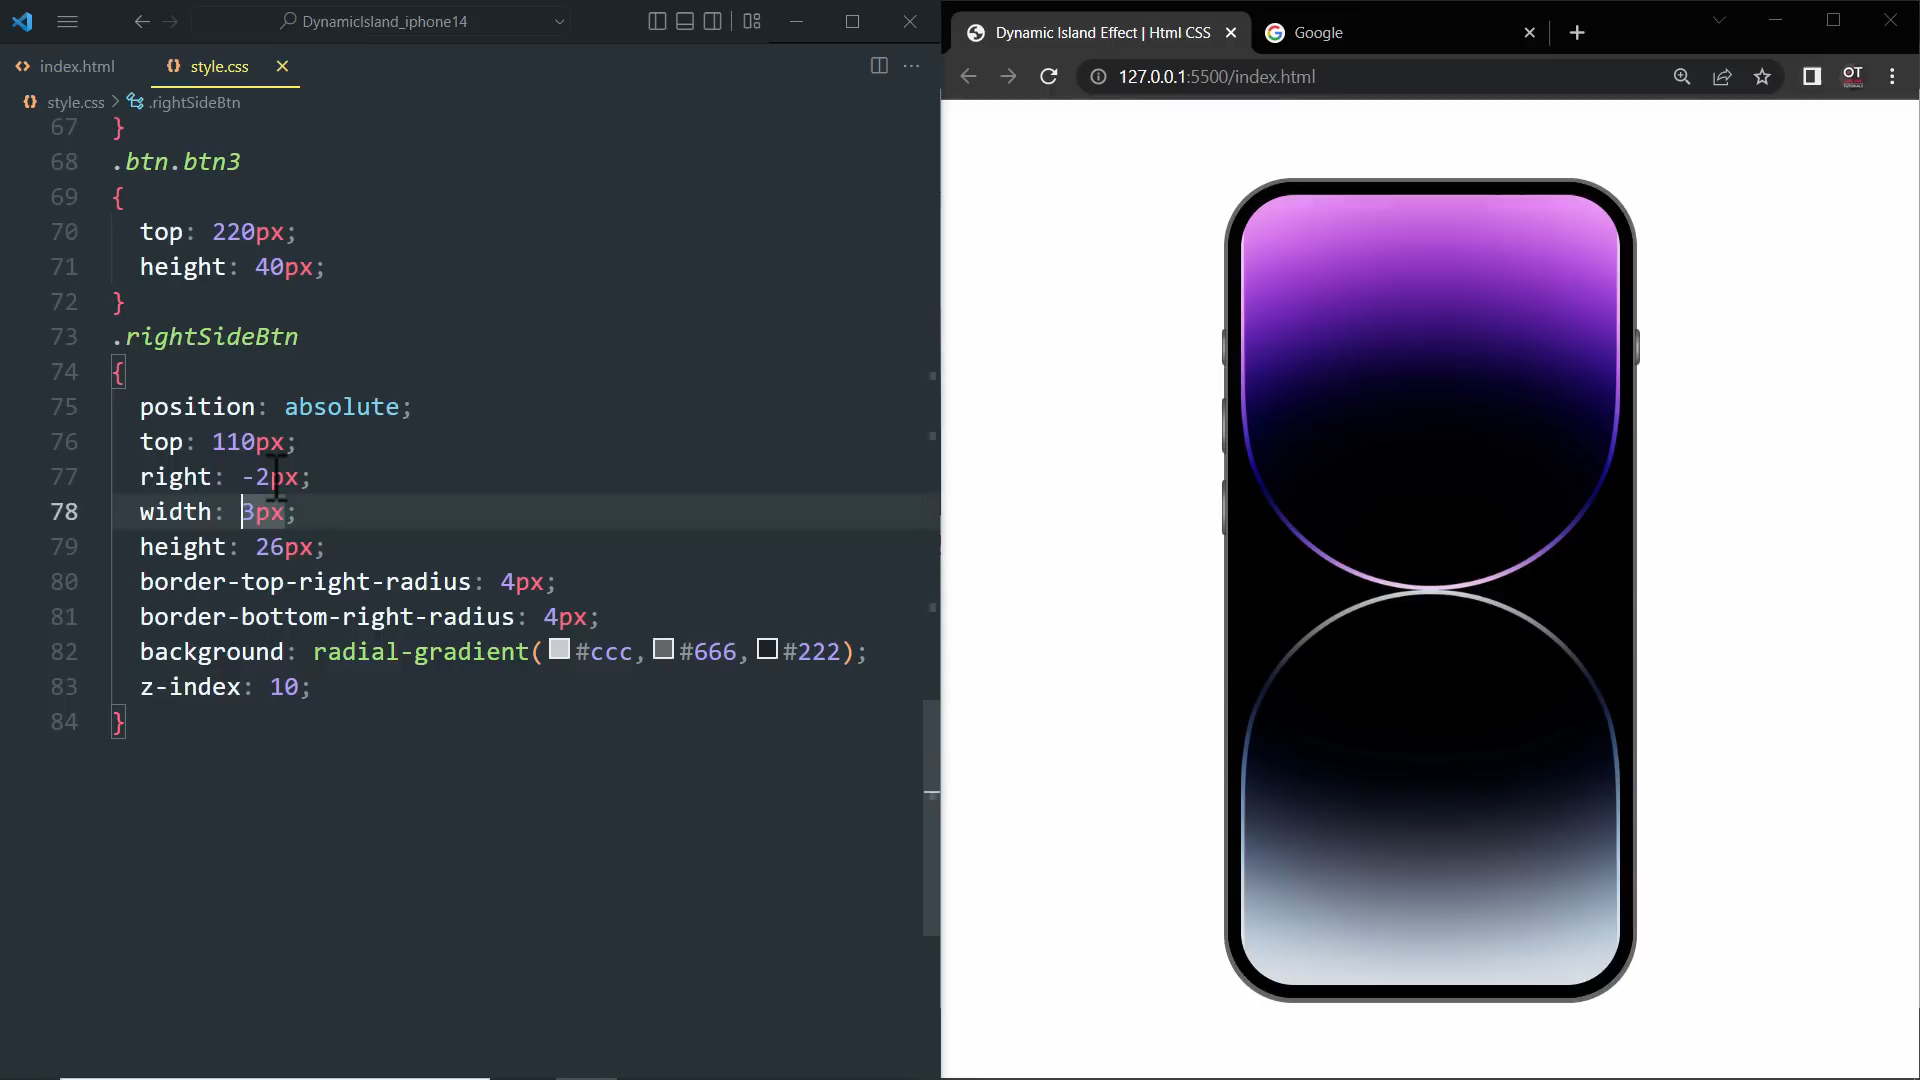 DynamicIsland_iphone14
index.html
style.css
style.css > .rightSideBtn
67 }
68 .btn.btn3
69 {
70 top: 220px;
71 height: 40px;
72 }
73 .rightSideBtn
74 {
75 position: absolute;
76 top: 110px;
77 right: -2px;
78 width: 3px;
79 height: 26px;
80 border-top-right-radius: 4px;
81 border-bottom-right-radius: 4px;
82 background: radial-gradient(#ccc,#666,#222);
83 z-index: 10;
84 }
Dynamic Island Effect | Html CSS
Google
127.0.0.1:5500/index.html
OT